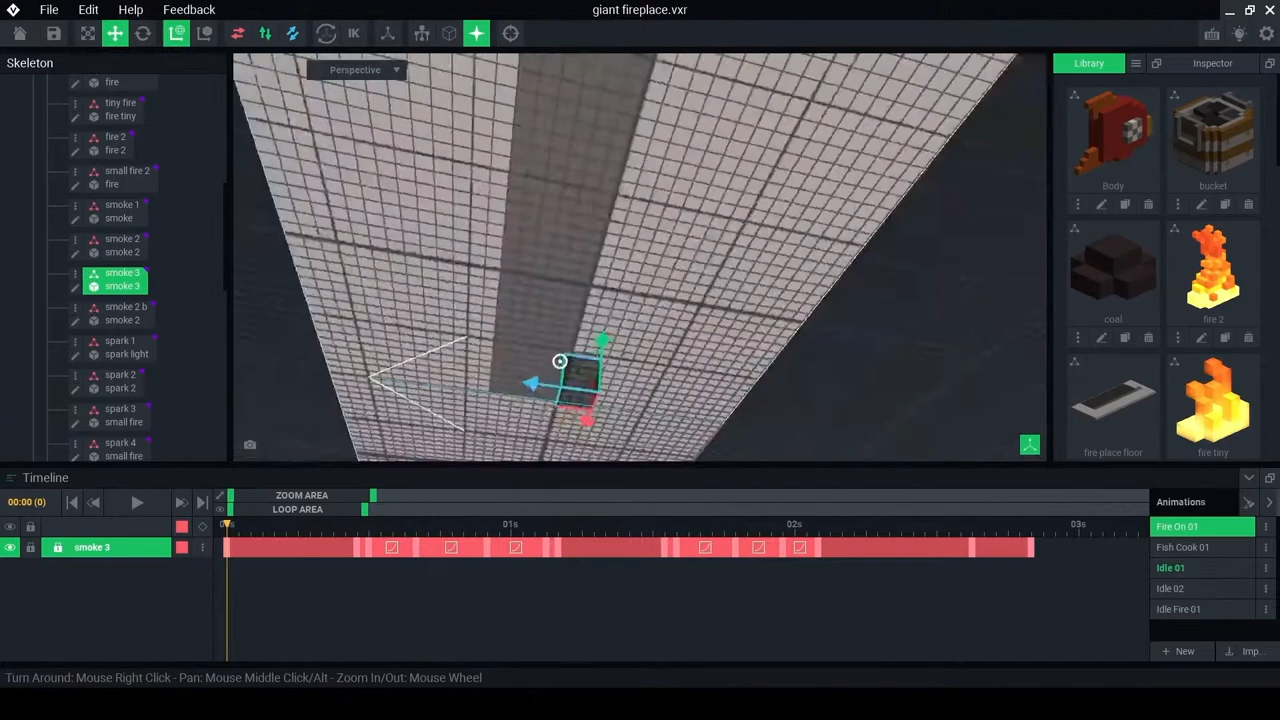 File Edit Help Feedback
giant fireplace.vxr
IK
Skeleton
fire
tiny fire
fire tiny
fire 2
fire 2
small fire 2
fire
smoke 1
smoke
smoke 2
smoke 2
smoke 3
smoke 3
smoke 2 b
smoke 2
spark 1
spark light
spark 2
spark 2
spark 3
small fire
spark 4
small fire
Perspective
Library
Inspector
Body
bucket
coal
fire 2
fire place floor
fire tiny
Timeline
00:00 (0)
ZOOM AREA
LOOP AREA
01s
02s
03s
smoke 3
Animations
Fire On 01
Fish Cook 01
Idle 01
Idle 02
Idle Fire 01
New
Imp...
Turn Around: Mouse Right Click - Pan: Mouse Middle Click/Alt - Zoom In/Out: Mouse Wheel